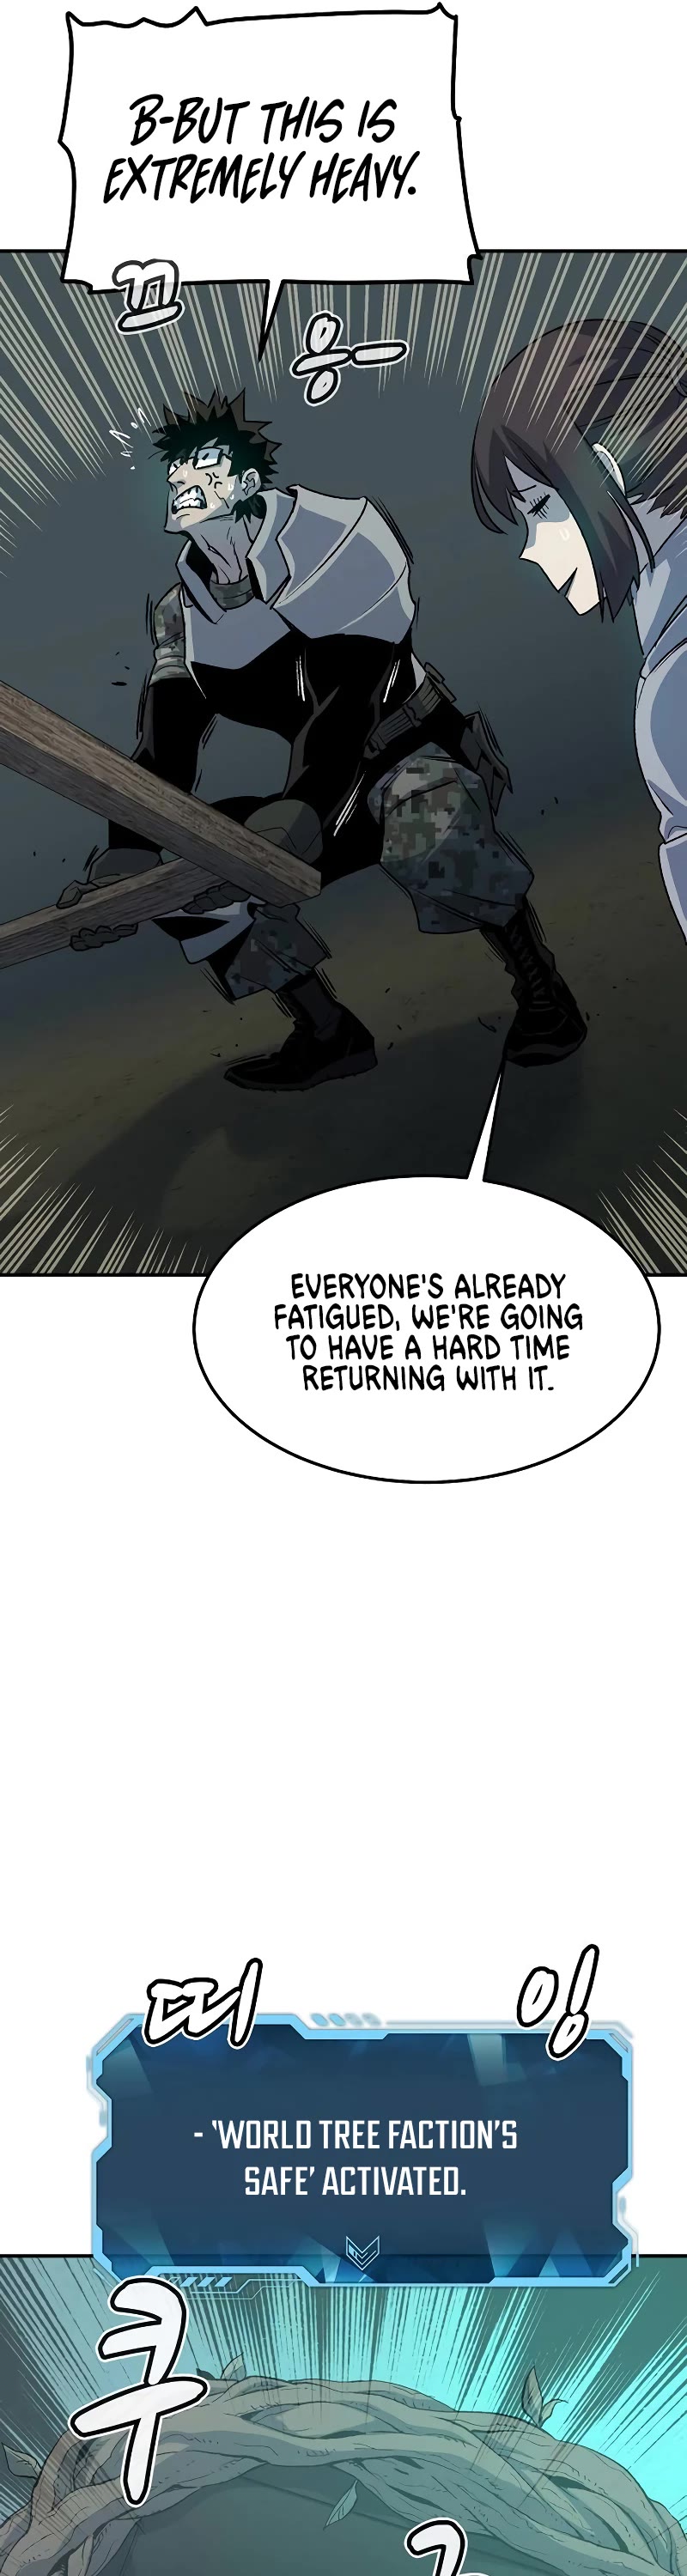 B-BUT THIS IS
EXTREMELY HEAVY.
끄
응-
EVERYONE'S ALREADY
FATIGUED, WE'RE GOING
TO HAVE A HARD TIME
RETURNING WITH IT.
띠
이!
- 'WORLD TREE FACTION'S
SAFE' ACTIVATED.
쿠